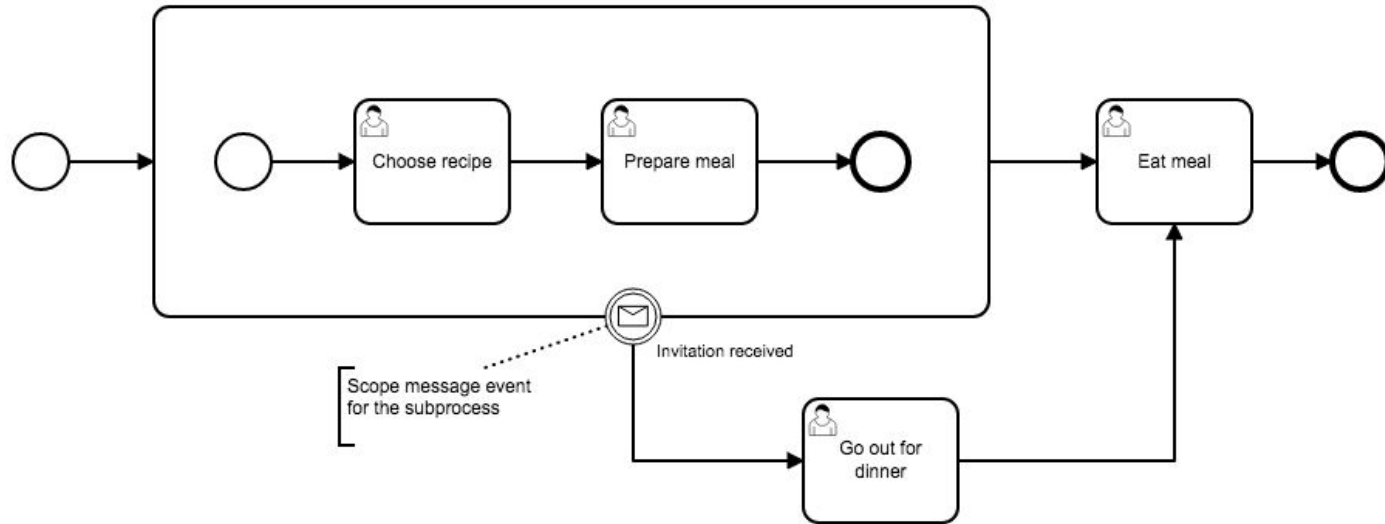 Choose recipe
Prepare meal
Eat meal
Invitation received
Scope message event
for the subprocess
Go out for
dinner